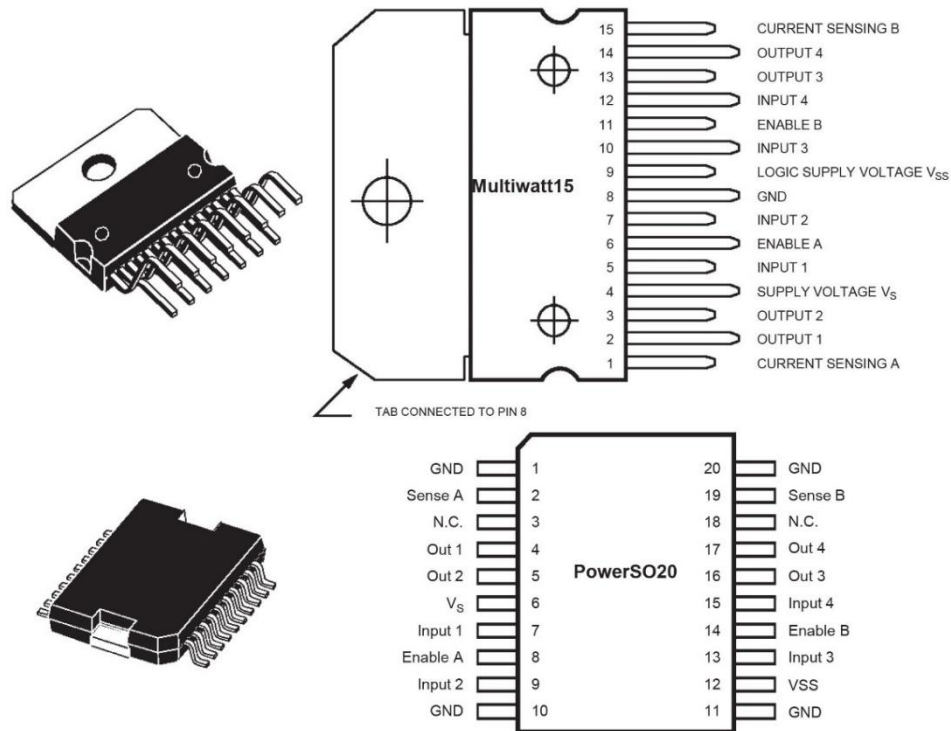 15 CURRENT SENSING B
14 OUTPUT 4
13 OUTPUT 3
12 INPUT 4
11 ENABLE B
10 INPUT 3
9 LOGIC SUPPLY VOLTAGE VSS
Multiwatt15
8 GND
7 INPUT 2
6 ENABLE A
5 INPUT 1
4 SUPPLY VOLTAGE VS
3 OUTPUT 2
2 OUTPUT 1
1 CURRENT SENSING A
TAB CONNECTED TO PIN 8
GND 1 20 GND
Sense A 2 19 Sense B
N.C. 3 18 N.C.
Out 1 4 17 Out 4
Out 2 5 16 Out 3
PowerSO20
VS 6 15 Input 4
Input 1 7 14 Enable B
Enable A 8 13 Input 3
Input 2 9 12 VSS
GND 10 11 GND